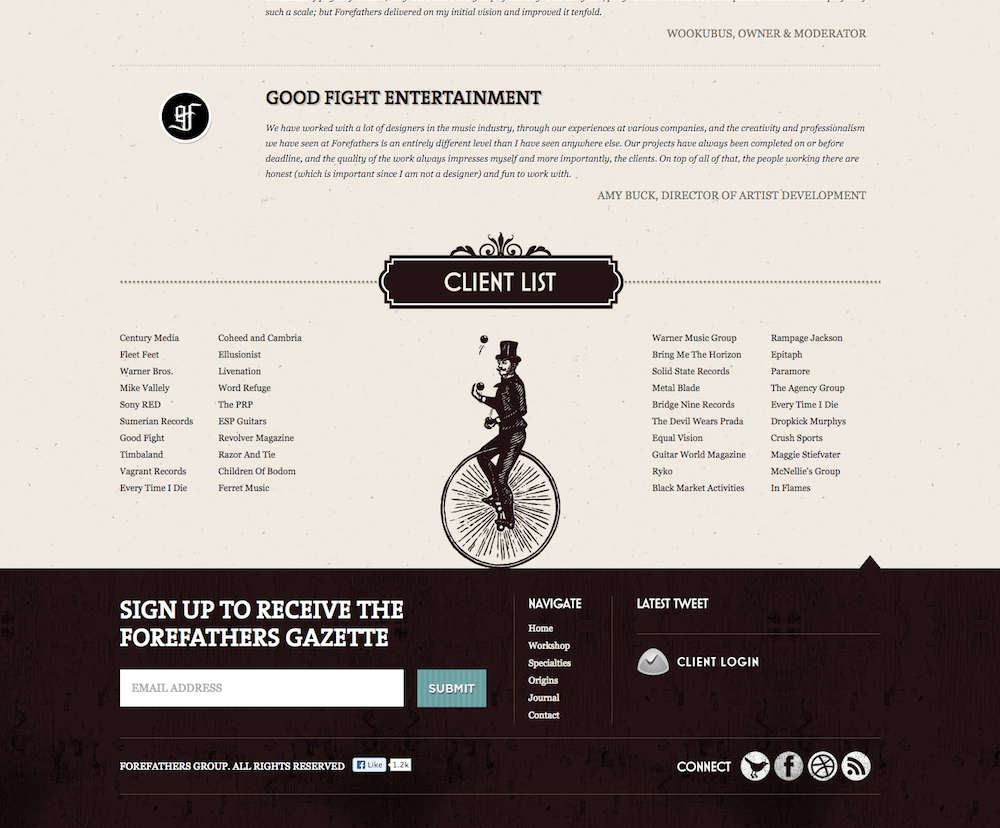 such a scale; but Forefathers delivered on my initial vision and improved it tenfold.
WOOKUBUS, OWNER & MODERATOR
gf
GOOD FIGHT ENTERTAINMENT
We have worked with a lot of designers in the music industry, through our experiences at various companies, and the creativity and professionalism
we have seen at Forefathers is an entirely different level than I have seen anywhere else. Our projects have always been completed on or before
deadline, and the quality of the work always impresses myself and more importantly, the clients. On top of all of that, the people working there are
honest (which is important since I am not a designer) and fun to work with.
AMY BUCK, DIRECTOR OF ARTIST DEVELOPMENT
CLIENT LIST
Century Media
Fleet Feet
Warner Bros.
Mike Vallely
Sony RED
Sumerian Records
Good Fight
Timbaland
Vagrant Records
Every Time I Die
Coheed and Cambria
Ellusionist
Livenation
Word Refuge
The PRP
ESP Guitars
Revolver Magazine
Razor And Tie
Children Of Bodom
Ferret Music
Warner Music Group
Bring Me The Horizon
Solid State Records
Metal Blade
Bridge Nine Records
The Devil Wears Prada
Equal Vision
Guitar World Magazine
Ryko
Black Market Activities
Rampage Jackson
Epitaph
Paramore
The Agency Group
Every Time I Die
Dropkick Murphys
Crush Sports
Maggie Stiefvater
McNellie's Group
In Flames
SIGN UP TO RECEIVE THE
FOREFATHERS GAZETTE
EMAIL ADDRESS
SUBMIT
NAVIGATE
Home
Workshop
Specialties
Origins
Journal
Contact
LATEST TWEET
CLIENT LOGIN
FOREFATHERS GROUP. ALL RIGHTS RESERVED
Like
1.2k
CONNECT